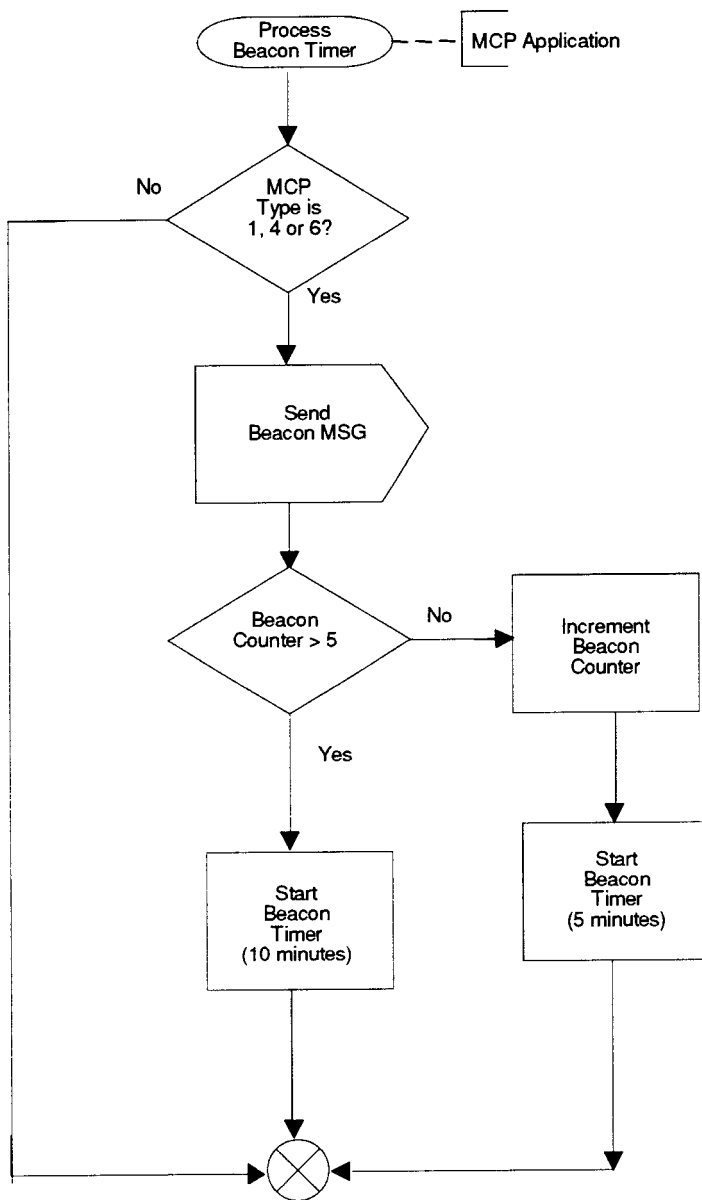 Process
Beacon Timer
MCP Application
No
MCP
Type is
1, 4 or 6?
Yes
Send
Beacon MSG
Beacon
Counter > 5
No
Increment
Beacon
Counter
Yes
Start
Beacon
Timer
(10 minutes)
Start
Beacon
Timer
(5 minutes)